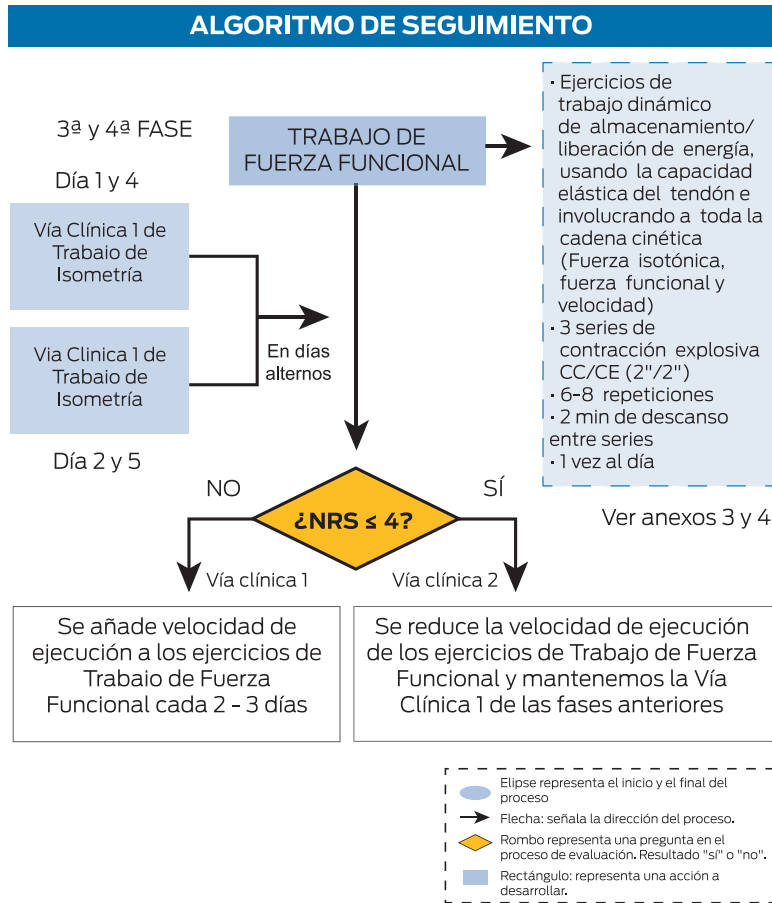 ALGORITMO DE SEGUIMIENTO
3ª y 4ª FASE
Día 1 y 4
Vía Clínica 1 de
Trabaio de
Isometría
Via Clinica 1 de
Trabaio de
Isometría
Día 2 y 5
En días
alternos
TRABAJO DE
FUERZA FUNCIONAL
· Ejercicios de
trabajo dinámico
de almacenamiento/
liberación de energía,
usando la capacidad
elástica del tendón e
involucrando a toda la
cadena cinética
(Fuerza isotónica,
fuerza funcional y
velocidad)
· 3 series de
contracción explosiva
CC/CE (2"/2")
· 6-8 repeticiones
· 2 min de descanso
entre series
· 1 vez al día
Ver anexos 3 y 4
NO
SÍ
¿NRS ≤ 4?
Vía clínica 1
Vía clínica 2
Se añade velocidad de
ejecución a los ejercicios de
Trabaio de Fuerza
Funcional cada 2 - 3 días
Se reduce la velocidad de ejecución
de los ejercicios de Trabajo de Fuerza
Funcional y mantenemos la Vía
Clínica 1 de las fases anteriores
Elipse representa el inicio y el final del
proceso
Flecha: señala la dirección del proceso.
Rombo representa una pregunta en el
proceso de evaluación. Resultado "sí" o "no".
Rectángulo: representa una acción a
desarrollar.